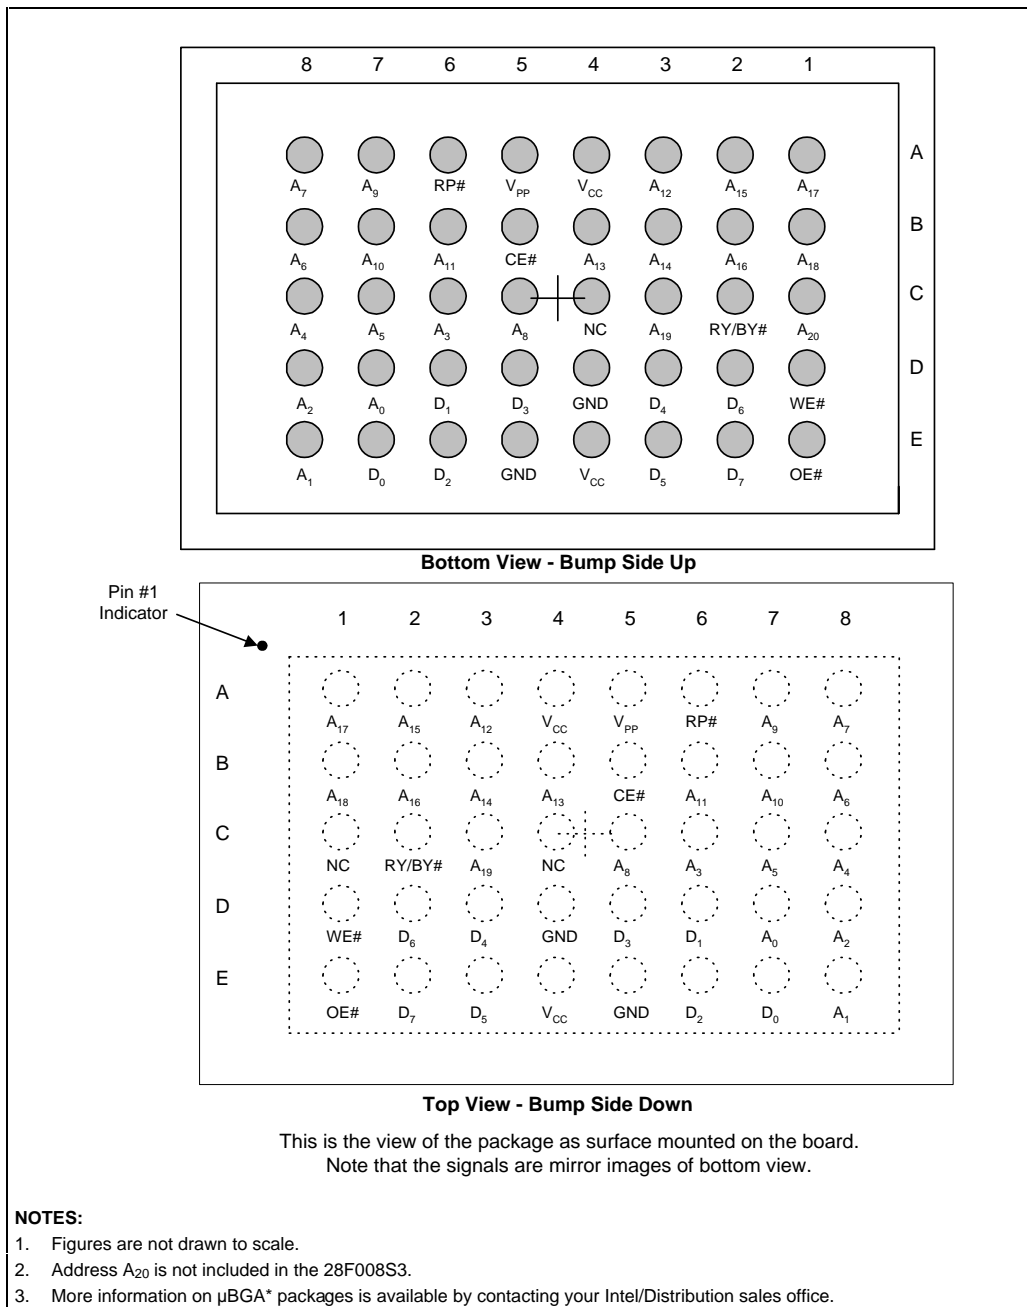 8 7 6 5 4 3 2 1
A
A₇ A₉ RP# V_PP V_CC A₁₂ A₁₅ A₁₇
B
A₆ A₁₀ A₁₁ CE# A₁₃ A₁₄ A₁₆ A₁₈
C
A₄ A₅ A₃ A₈ NC A₁₉ RY/BY# A₂₀
D
A₂ A₀ D₁ D₃ GND D₄ D₆ WE#
E
A₁ D₀ D₂ GND V_CC D₅ D₇ OE#
Bottom View - Bump Side Up
Pin #1
Indicator
1 2 3 4 5 6 7 8
A
A₁₇ A₁₅ A₁₂ V_CC V_PP RP# A₉ A₇
B
A₁₈ A₁₆ A₁₄ A₁₃ CE# A₁₁ A₁₀ A₆
C
NC RY/BY# A₁₉ NC A₈ A₃ A₅ A₄
D
WE# D₆ D₄ GND D₃ D₁ A₀ A₂
E
OE# D₇ D₅ V_CC GND D₂ D₀ A₁
Top View - Bump Side Down
This is the view of the package as surface mounted on the board.
Note that the signals are mirror images of bottom view.
NOTES:
1. Figures are not drawn to scale.
2. Address A₂₀ is not included in the 28F008S3.
3. More information on µBGA* packages is available by contacting your Intel/Distribution sales office.